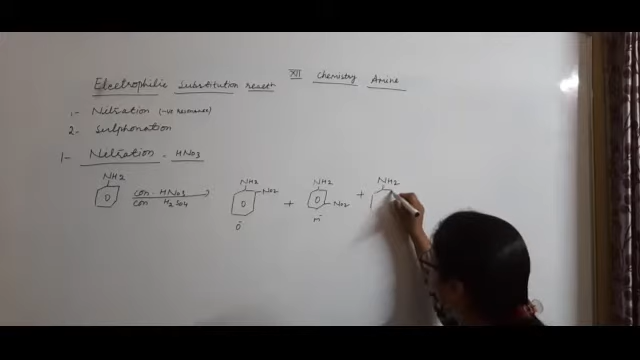 XII Chemistry Amine
Electrophilic Substitution reaction
1.- Nitration (-ve resonance)
2. Sulphonation
1- Nitration. HNO3
NH2 con. HNO3 NH2 NO2 + NH2 NO2 + NH2
con H2SO4
o m